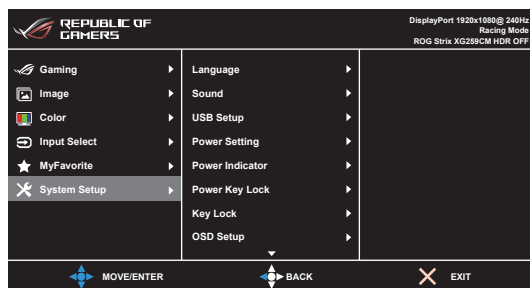 REPUBLIC OF
GAMERS
DisplayPort 1920x1080@ 240Hz
Racing Mode
ROG Strix XG259CM HDR OFF
Gaming
Image
Color
Input Select
MyFavorite
System Setup
Language
Sound
USB Setup
Power Setting
Power Indicator
Power Key Lock
Key Lock
OSD Setup
MOVE/ENTER
BACK
EXIT